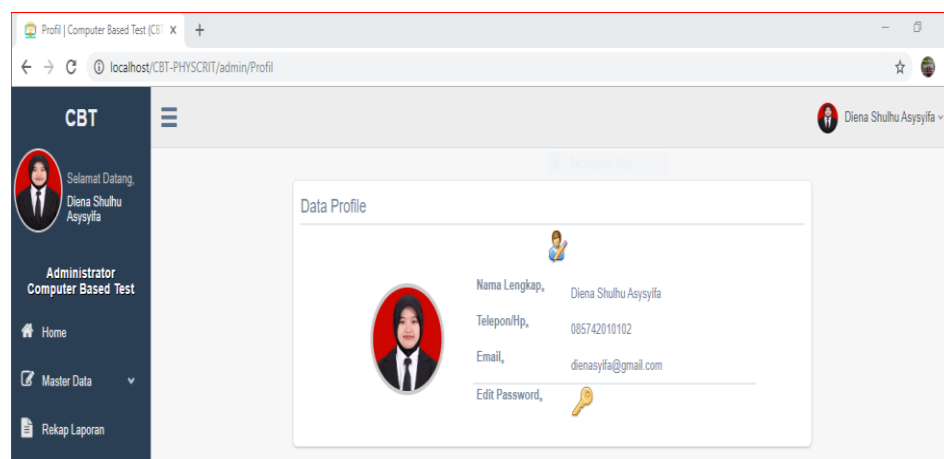 Profil | Computer Based Test (CBT
localhost/CBT-PHYSCRIT/admin/Profil
CBT
Diena Shulhu Asysyifa
Selamat Datang,
Diena Shulhu
Asysyifa
Administrator
Computer Based Test
Home
Master Data
Rekap Laporan
Data Profile
Nama Lengkap,
Diena Shulhu Asysyifa
Telepon/Hp,
085742010102
Email,
dienasyifa@gmail.com
Edit Password,